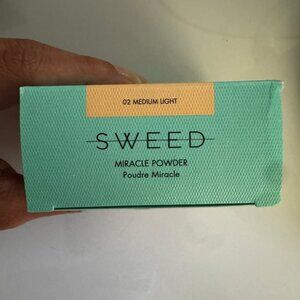 02 MEDIUM LIGHT
SWEED
MIRACLE POWDER
Poudre Miracle